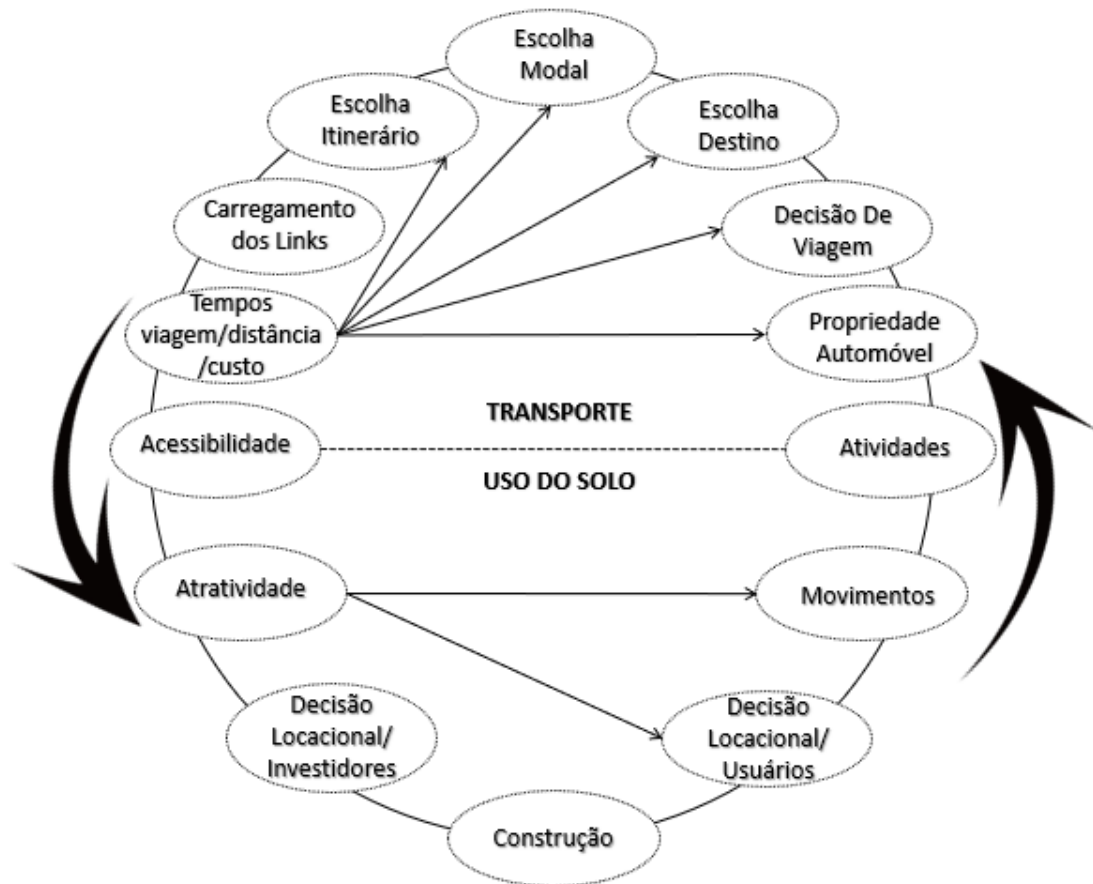 Escolha
Modal
Escolha
Itinerário
Escolha
Destino
Carregamento
dos Links
Decisão De
Viagem
Tempos
viagem/distância
/custo
Propriedade
Automóvel
TRANSPORTE
Acessibilidade
Atividades
USO DO SOLO
Atratividade
Movimentos
Decisão
Locacional/
Investidores
Decisão
Locacional/
Usuários
Construção